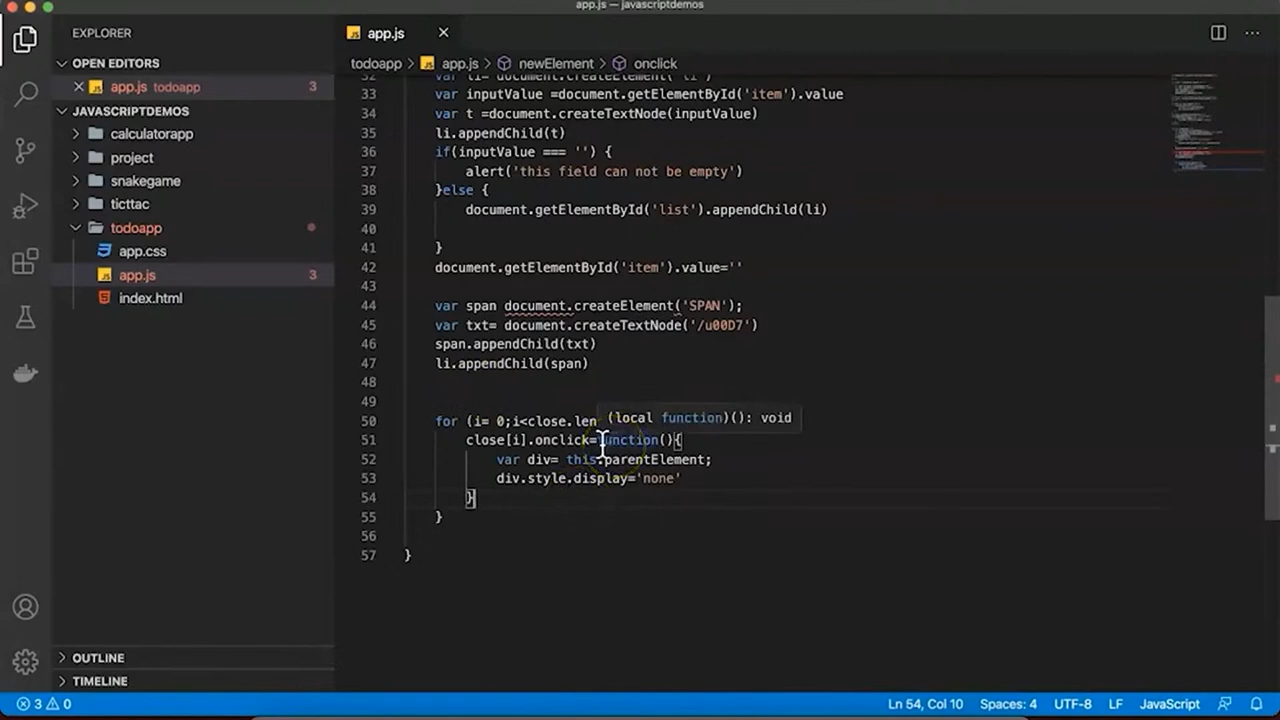 app.js — javascriptdemos
EXPLORER
OPEN EDITORS
app.js todoapp 3
JAVASCRIPTDEMOS
calculatorapp
project
snakegame
ticttac
todoapp
app.css
app.js 3
index.html
OUTLINE
TIMELINE
app.js
todoapp > app.js > newElement > onclick
32 var li= document.createElement('li')
33 var inputValue =document.getElementById('item').value
34 var t =document.createTextNode(inputValue)
35 li.appendChild(t)
36 if(inputValue === '') {
37 alert('this field can not be empty')
38 }else {
39 document.getElementById('list').appendChild(li)
40
41 }
42 document.getElementById('item').value=''
43
44 var span document.createElement('SPAN');
45 var txt= document.createTextNode('/u00D7')
46 span.appendChild(txt)
47 li.appendChild(span)
48
49
(local function)(): void
50 for (i= 0;i<close.len
51 close[i].onclick=function(){
52 var div= this.parentElement;
53 div.style.display='none'
54 }
55 }
56
57 }
3 0
Ln 54, Col 10 Spaces: 4 UTF-8 LF JavaScript